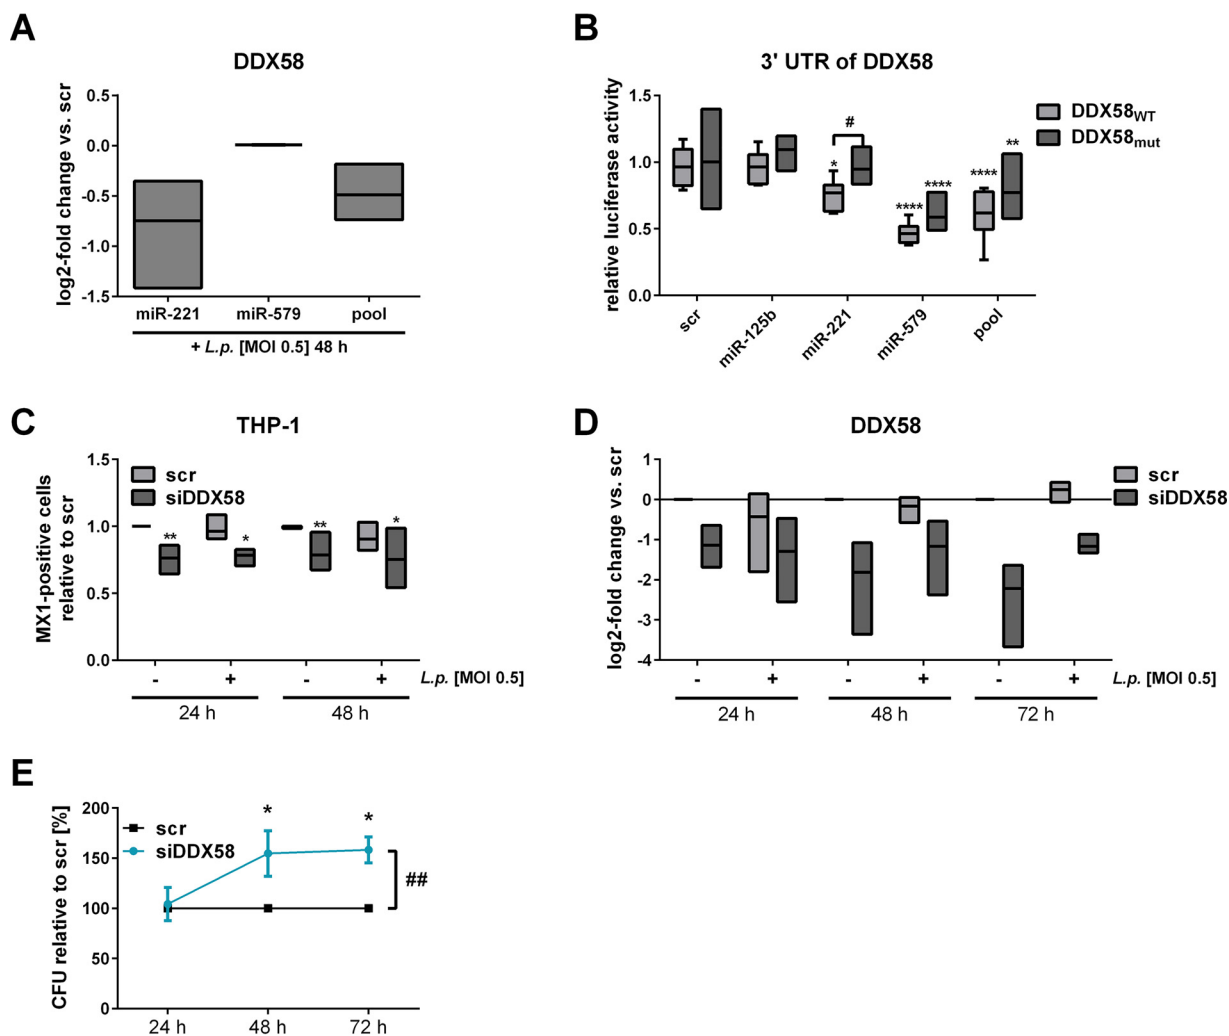 A
DDX58
log2-fold change vs. scr
0.5
0.0
-0.5
-1.0
-1.5
miR-221 miR-579 pool
+ L.p. [MOI 0.5] 48 h
B
3' UTR of DDX58
relative luciferase activity
1.5
1.0
0.5
0.0
DDX58WT
DDX58mut
#
*
****
****
****
**
scr miR-125b miR-221 miR-579 pool
C
THP-1
MX1-positive cells
relative to scr
1.5
1.0
0.5
0.0
scr
siDDX58
**
*
**
*
- + - + L.p. [MOI 0.5]
24 h 48 h
D
DDX58
log2-fold change vs. scr
1
0
-1
-2
-3
-4
scr
siDDX58
- + - + - + L.p. [MOI 0.5]
24 h 48 h 72 h
E
CFU relative to scr [%]
200
150
100
50
0
scr
siDDX58
* *
##
24 h 48 h 72 h